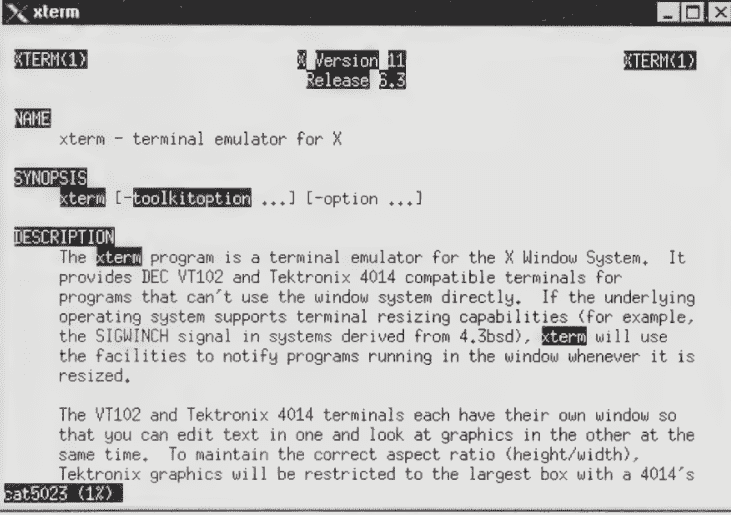 xterm
XTERM(1) X Version 11 XTERM(1)
Release 6.3
NAME
xterm - terminal emulator for X
SYNOPSIS
xterm [-toolkitoption ...] [-option ...]
DESCRIPTION
The xterm program is a terminal emulator for the X Window System. It
provides DEC VT102 and Tektronix 4014 compatible terminals for
programs that can't use the window system directly. If the underlying
operating system supports terminal resizing capabilities (for example,
the SIGWINCH signal in systems derived from 4.3bsd), xterm will use
the facilities to notify programs running in the window whenever it is
resized.
The VT102 and Tektronix 4014 terminals each have their own window so
that you can edit text in one and look at graphics in the other at the
same time. To maintain the correct aspect ratio (height/width),
Tektronix graphics will be restricted to the largest box with a 4014's
cat5023 (1%)